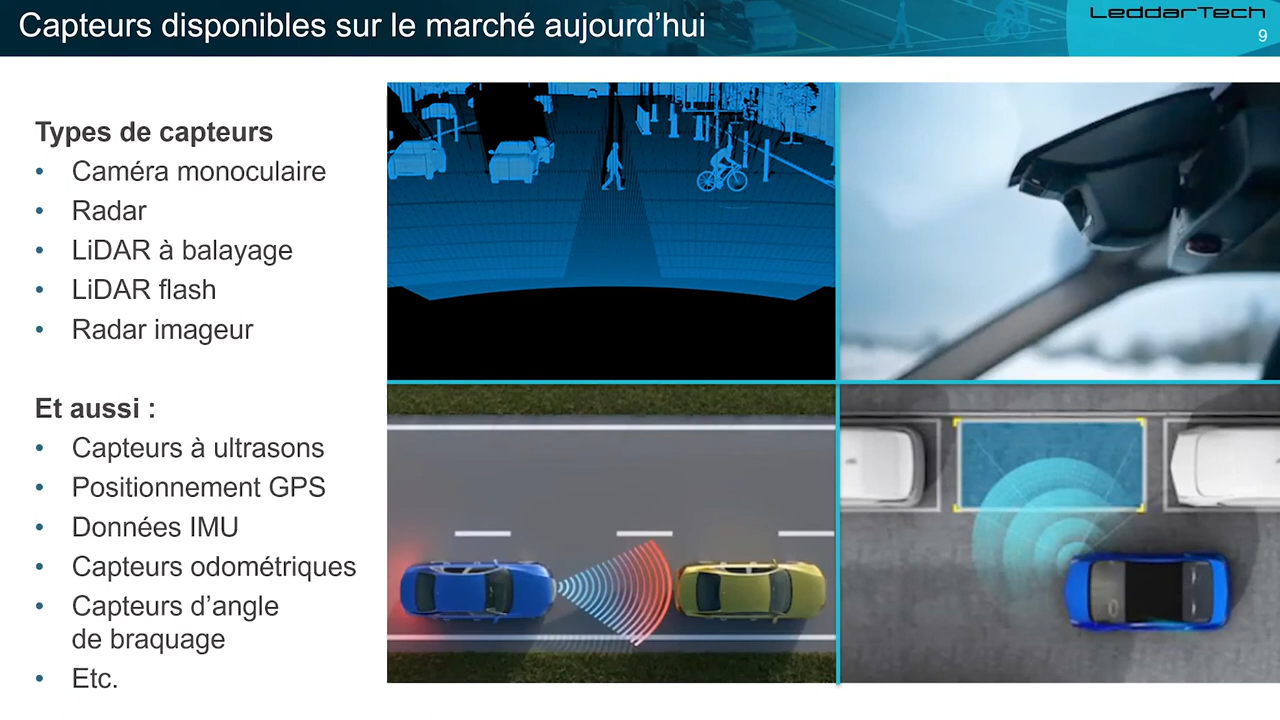 Capteurs disponibles sur le marché aujourd’hui
LeddarTech
9
Types de capteurs
• Caméra monoculaire
• Radar
• LiDAR à balayage
• LiDAR flash
• Radar imageur
Et aussi :
• Capteurs à ultrasons
• Positionnement GPS
• Données IMU
• Capteurs odométriques
• Capteurs d’angle
de braquage
• Etc.